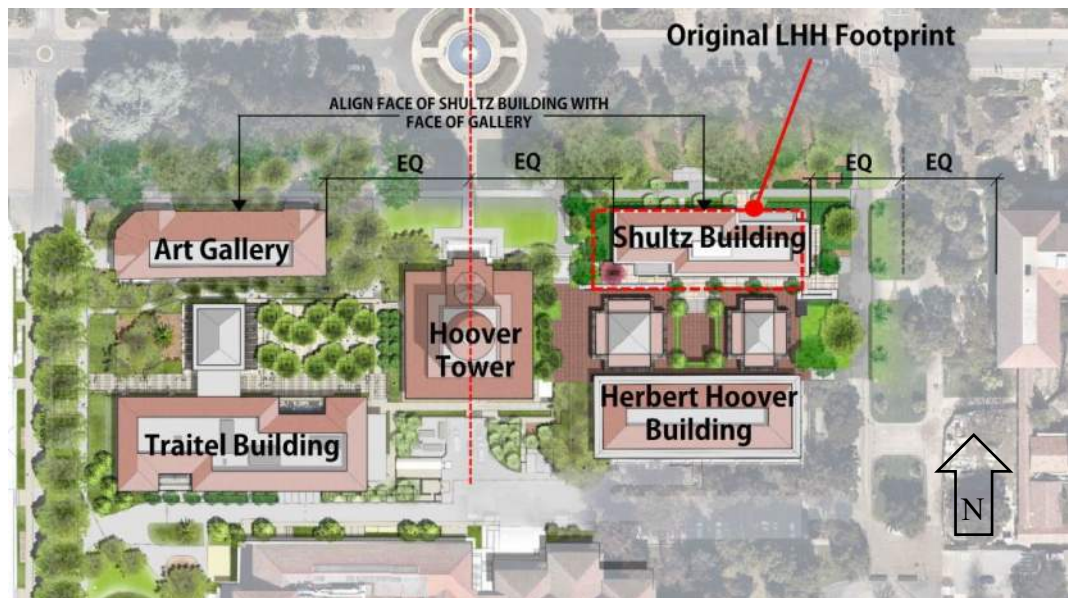 Original LHH Footprint
ALIGN FACE OF SHULTZ BUILDING WITH
FACE OF GALLERY
EQ
EQ
EQ
EQ
Art Gallery
Shultz Building
Hoover
Tower
Herbert Hoover
Building
Traitel Building
N